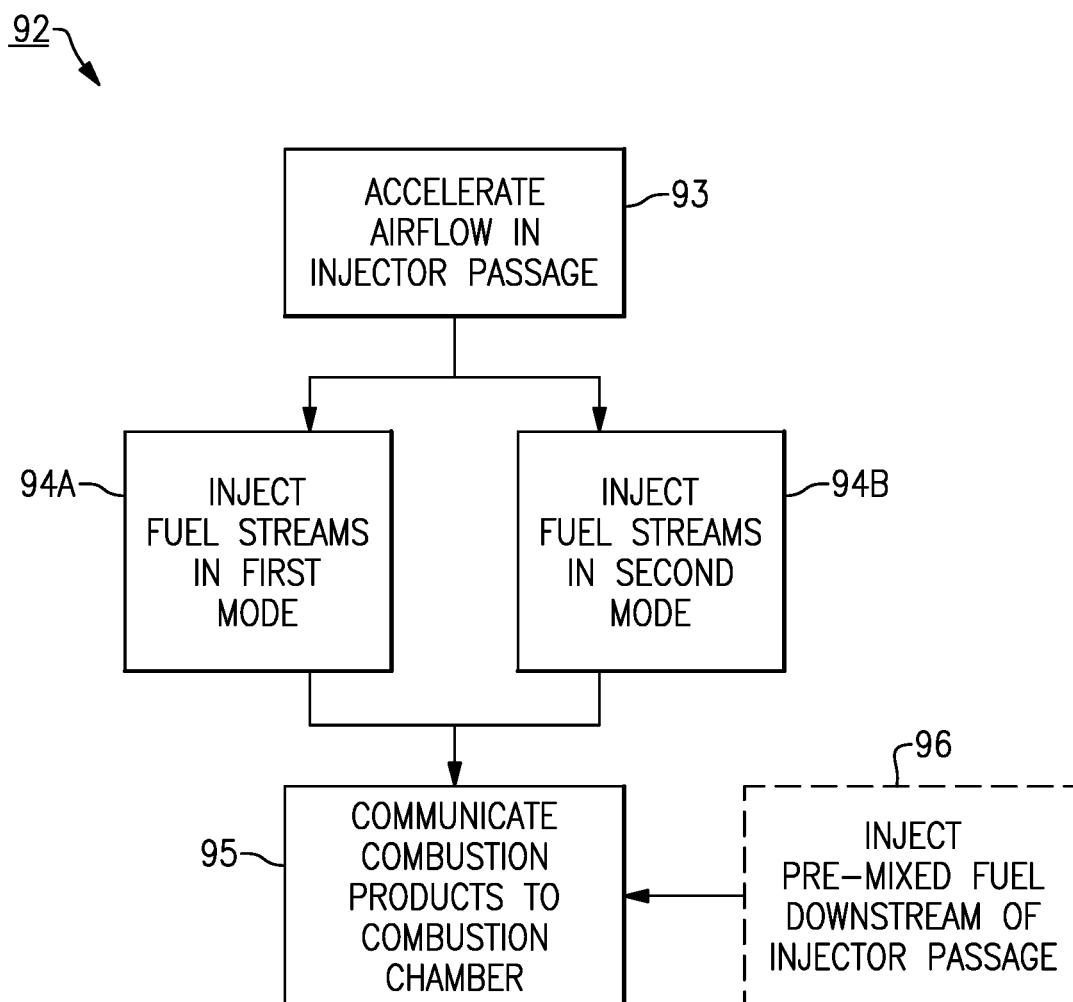 92
ACCELERATE
AIRFLOW IN
INJECTOR PASSAGE
93
94A
INJECT
FUEL STREAMS
IN FIRST
MODE
INJECT
FUEL STREAMS
IN SECOND
MODE
94B
95
COMMUNICATE
COMBUSTION
PRODUCTS TO
COMBUSTION
CHAMBER
96
INJECT
PRE-MIXED FUEL
DOWNSTREAM OF
INJECTOR PASSAGE